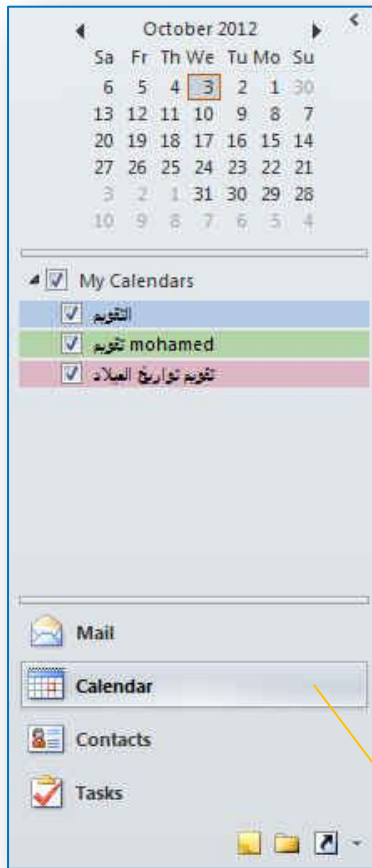 October 2012
Sa Fr Th We Tu Mo Su
6 5 4 3 2 1 30
13 12 11 10 9 8 7
20 19 18 17 16 15 14
27 26 25 24 23 22 21
3 2 1 31 30 29 28
10 9 8 7 6 5 4
My Calendars
التقويم
تقويم mohamed
تقويم تواريخ الميلاد
Mail
Calendar
Contacts
Tasks